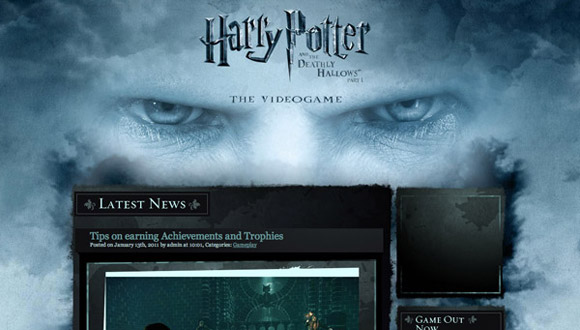 Harry Potter
AND THE
DEATHLY
HALLOWS
PART 1
THE VIDEOGAME
LATEST NEWS
Tips on earning Achievements and Trophies
Posted on January 13th, 2011 by admin at 10:01, Categories: Gameplay
GAME OUT
NOW